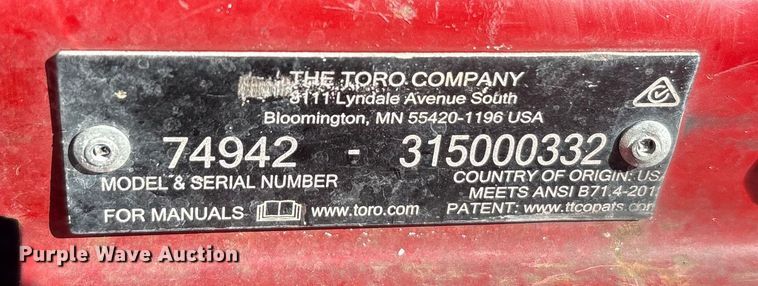 THE TORO COMPANY
8111 Lyndale Avenue South
Bloomington, MN 55420-1196 USA
74942 - 315000332
MODEL & SERIAL NUMBER
COUNTRY OF ORIGIN: US
MEETS ANSI B71.4-201
FOR MANUALS www.toro.com
PATENT: www.ttcopats.com
Purple Wave Auction